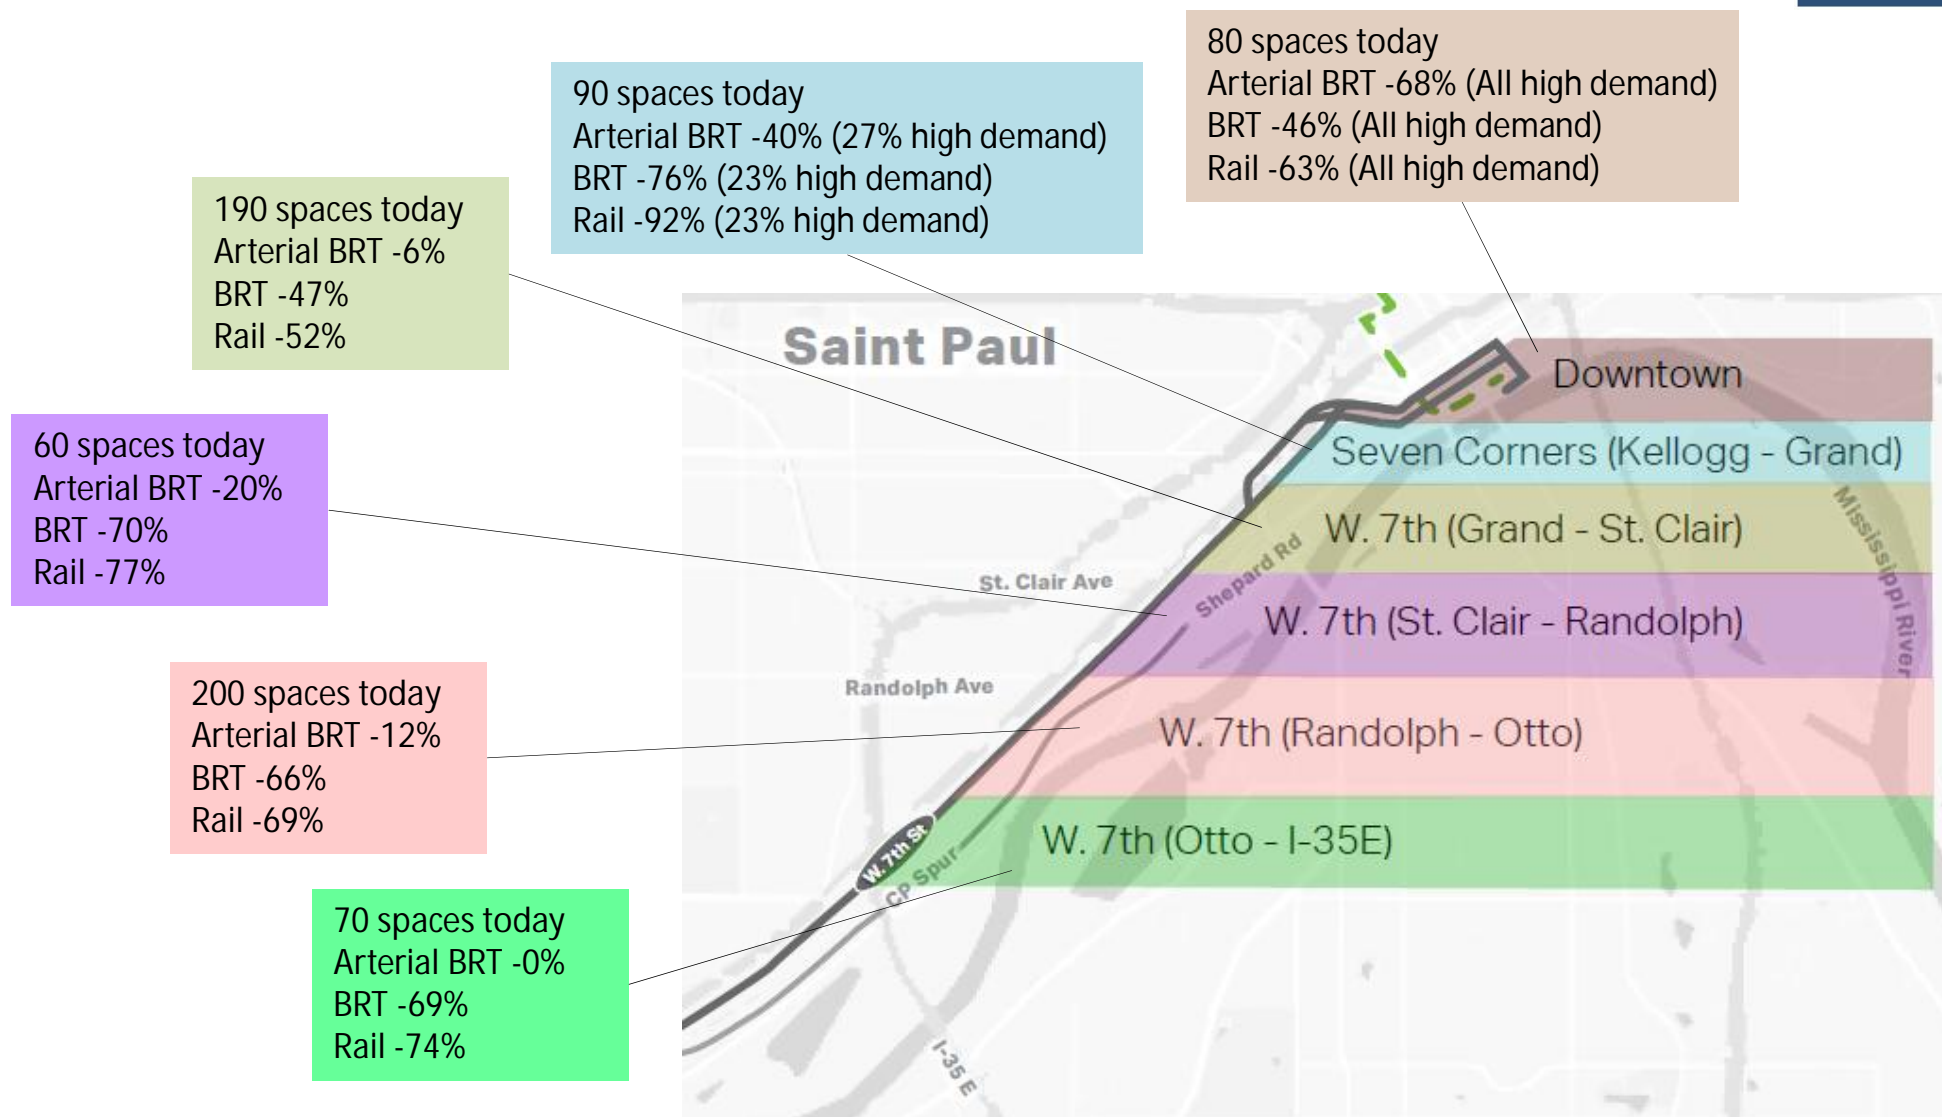 80 spaces today
Arterial BRT -68% (All high demand)
BRT -46% (All high demand)
Rail -63% (All high demand)
90 spaces today
Arterial BRT -40% (27% high demand)
BRT -76% (23% high demand)
Rail -92% (23% high demand)
190 spaces today
Arterial BRT -6%
BRT -47%
Rail -52%
60 spaces today
Arterial BRT -20%
BRT -70%
Rail -77%
200 spaces today
Arterial BRT -12%
BRT -66%
Rail -69%
70 spaces today
Arterial BRT -0%
BRT -69%
Rail -74%
Saint Paul
Downtown
Seven Corners (Kellogg - Grand)
W. 7th (Grand - St. Clair)
W. 7th (St. Clair - Randolph)
W. 7th (Randolph - Otto)
W. 7th (Otto - I-35E)
Mississippi River
Shepard Rd
St. Clair Ave
Randolph Ave
W. 7th St
CP Spur
I-35 E